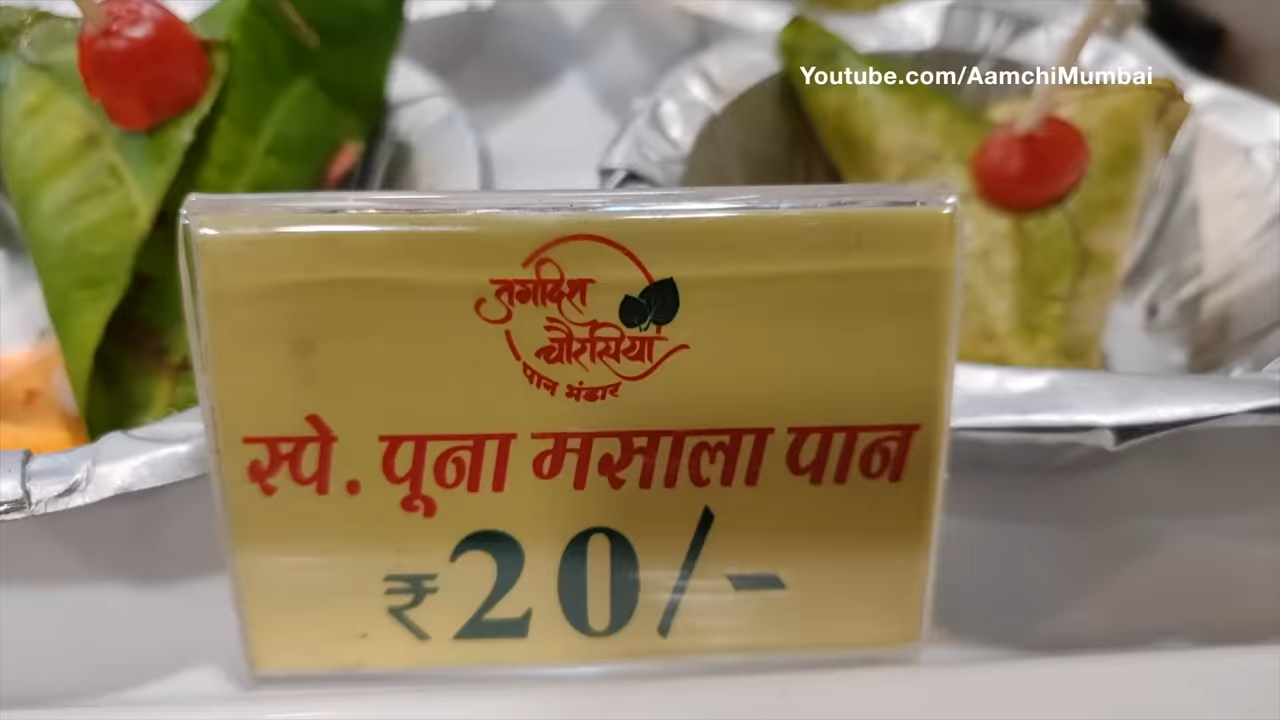 Youtube.com/AamchiMumbai
जगदिश
चौरसिया
पान भंडार
स्पे. पूना मसाला पान
₹20/-